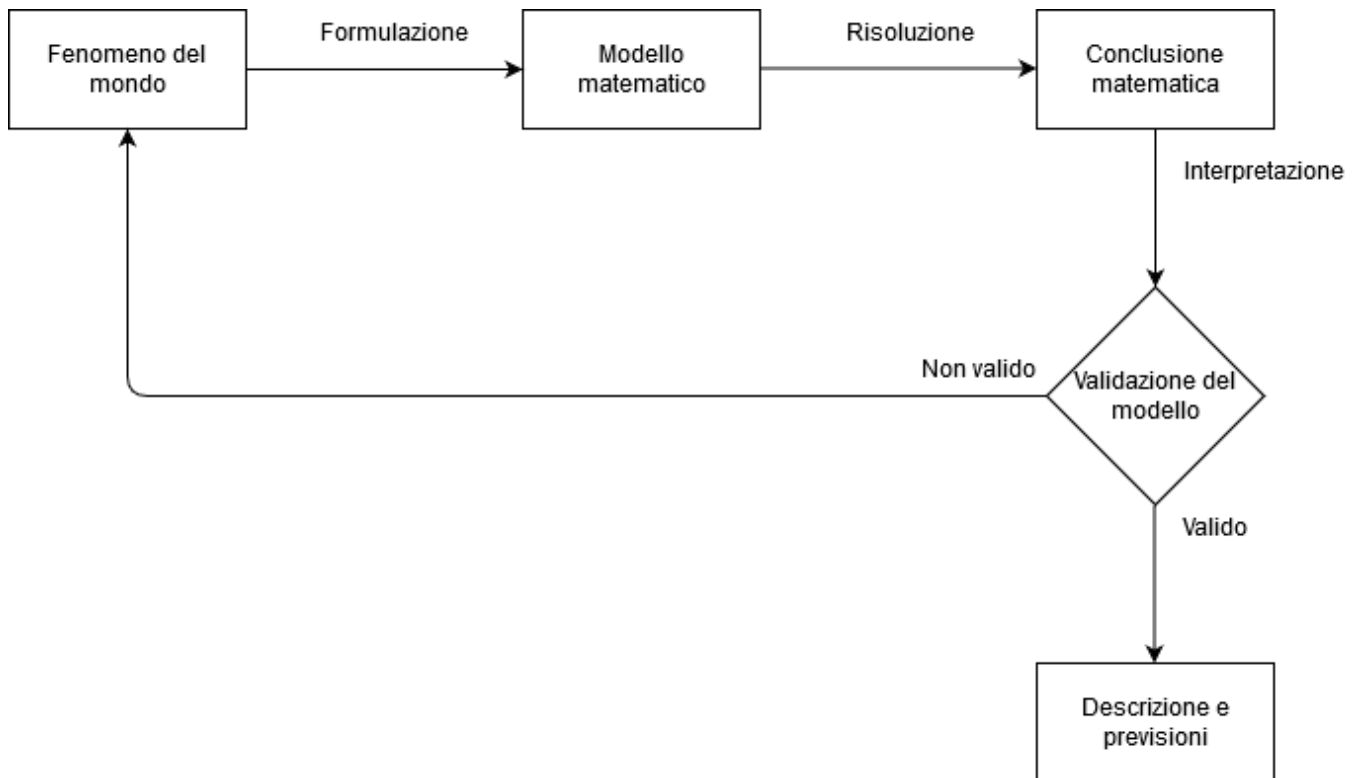 Fenomeno del
mondo
Formulazione
Modello
matematico
Risoluzione
Conclusione
matematica
Interpretazione
Non valido
Validazione del
modello
Valido
Descrizione e
previsioni